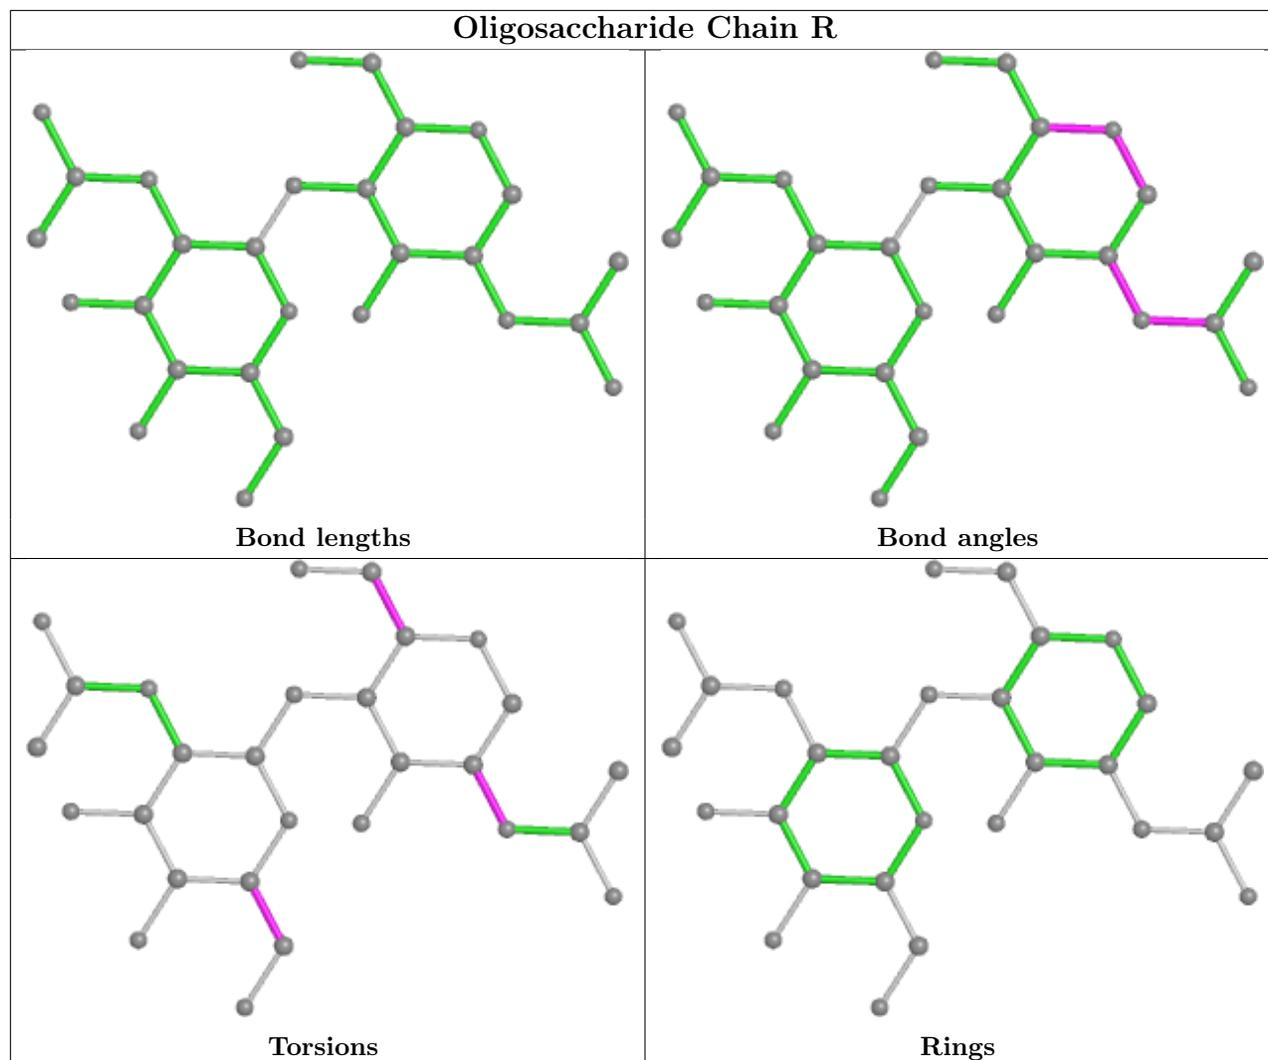 Oligosaccharide Chain R
Bond lengths
Bond angles
Torsions
Rings